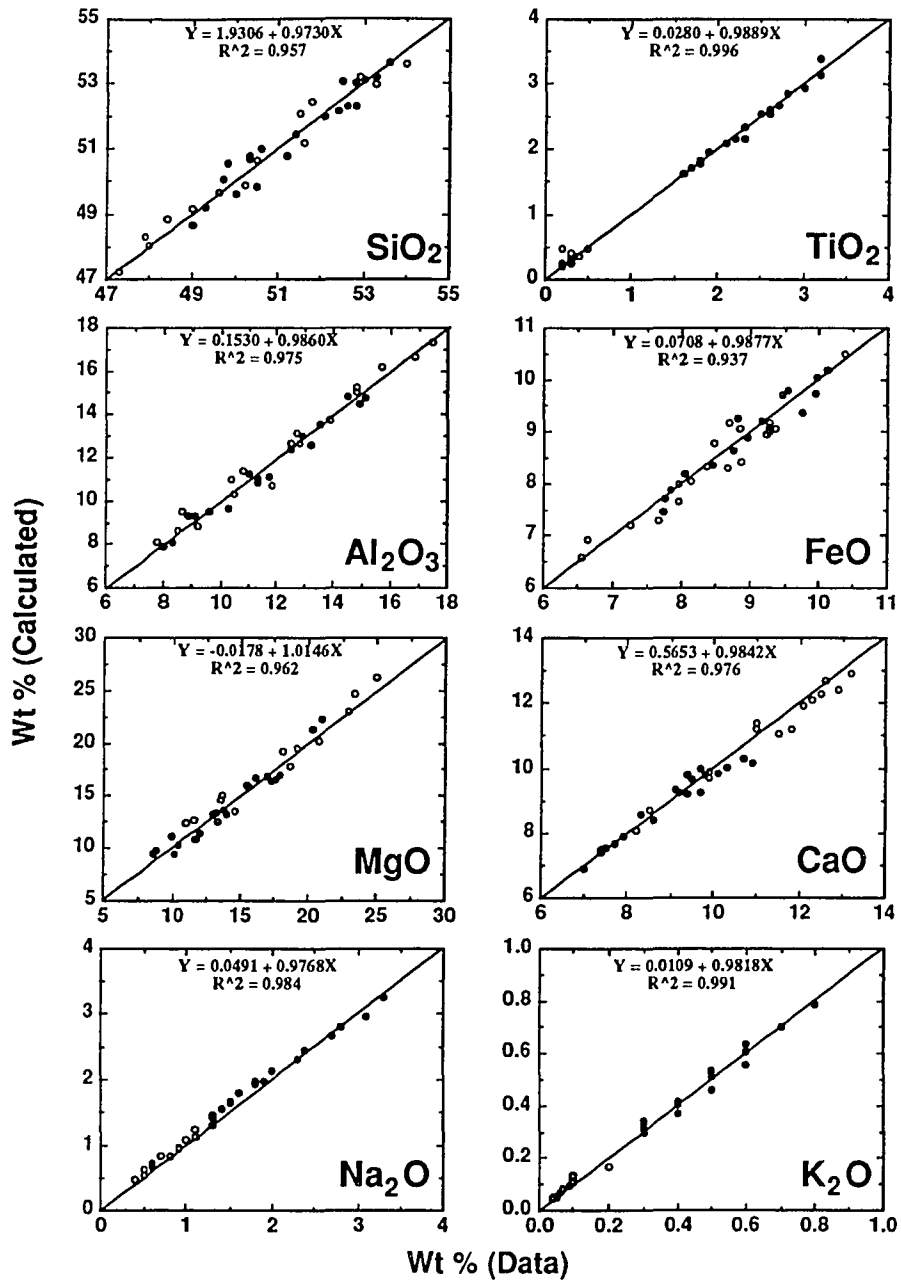 Y = 1.9306 + 0.9730X
R^2 = 0.957
55
53
51
49
47
SiO2
47 49 51 53 55
Y = 0.0280 + 0.9889X
R^2 = 0.996
4
3
2
1
0
TiO2
0 1 2 3 4
Y = 0.1530 + 0.9860X
R^2 = 0.975
18
16
14
12
10
8
6
Al2O3
6 8 10 12 14 16 18
Y = 0.0708 + 0.9877X
R^2 = 0.937
11
10
9
8
7
6
FeO
6 7 8 9 10 11
Wt % (Calculated)
Y = -0.0178 + 1.0146X
R^2 = 0.962
30
25
20
15
10
5
MgO
5 10 15 20 25 30
Y = 0.5653 + 0.9842X
R^2 = 0.976
14
12
10
8
6
CaO
6 8 10 12 14
Y = 0.0491 + 0.9768X
R^2 = 0.984
4
3
2
1
0
Na2O
0 1 2 3 4
Y = 0.0109 + 0.9818X
R^2 = 0.991
1.0
0.8
0.6
0.4
0.2
0.0
K2O
0.0 0.2 0.4 0.6 0.8 1.0
Wt % (Data)